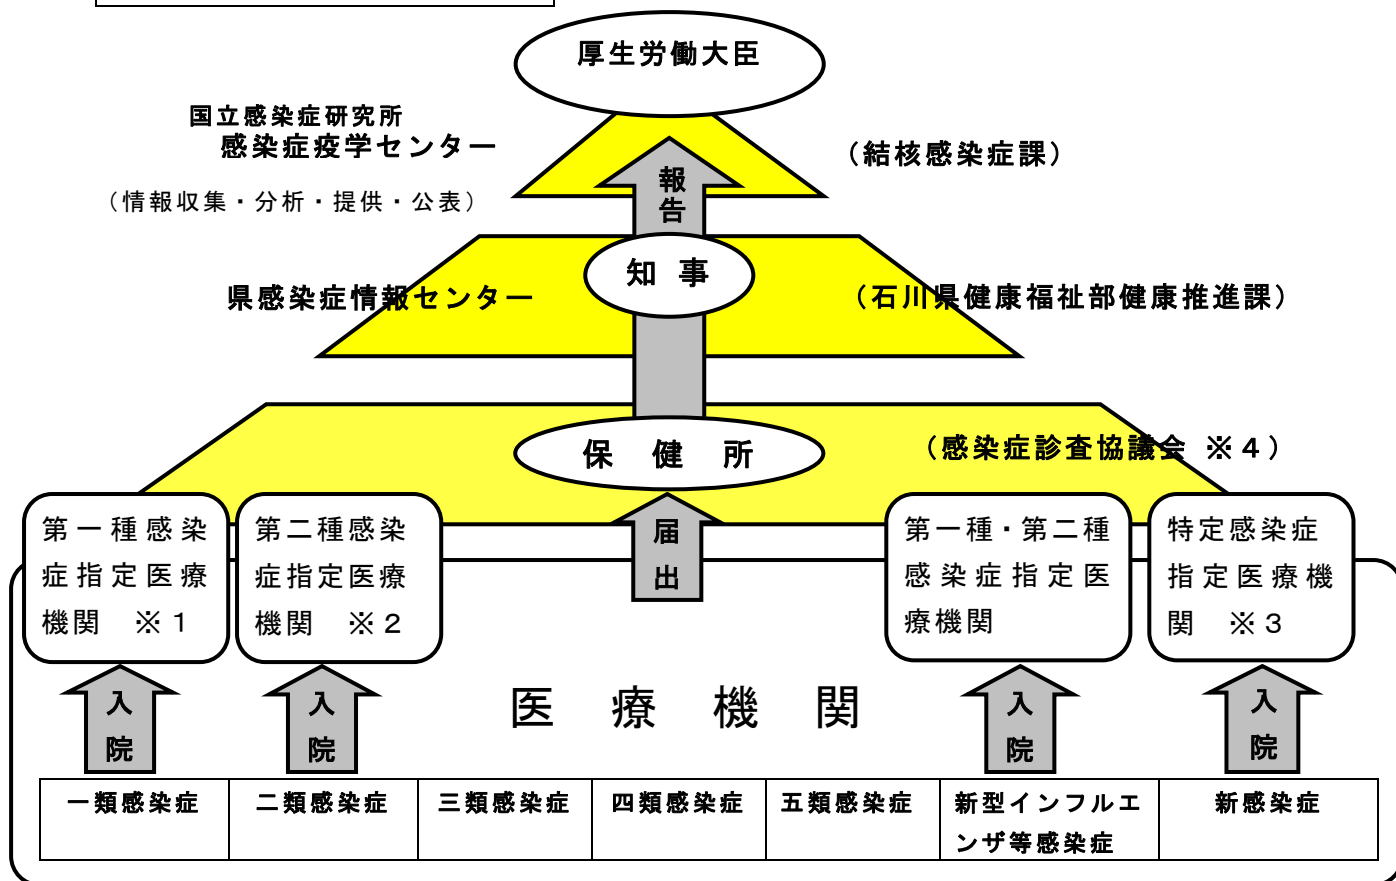 厚生労働大臣
国立感染症研究所
感染症疫学センター
（結核感染症課）
（情報収集・分析・提供・公表）
報告
知 事
県感染症情報センター
（石川県健康福祉部健康推進課）
保 健 所
（感染症診査協議会 ※４）
第一種感染
症指定医療
機関 ※１
第二種感染
症指定医療
機関 ※２
届出
第一種・第二種
感染症指定医
療機関
特定感染症
指定医療機
関 ※３
入院
入院
医 療 機 関
入院
入院
一類感染症
二類感染症
三類感染症
四類感染症
五類感染症
新型インフルエ
ンザ等感染症
新感染症